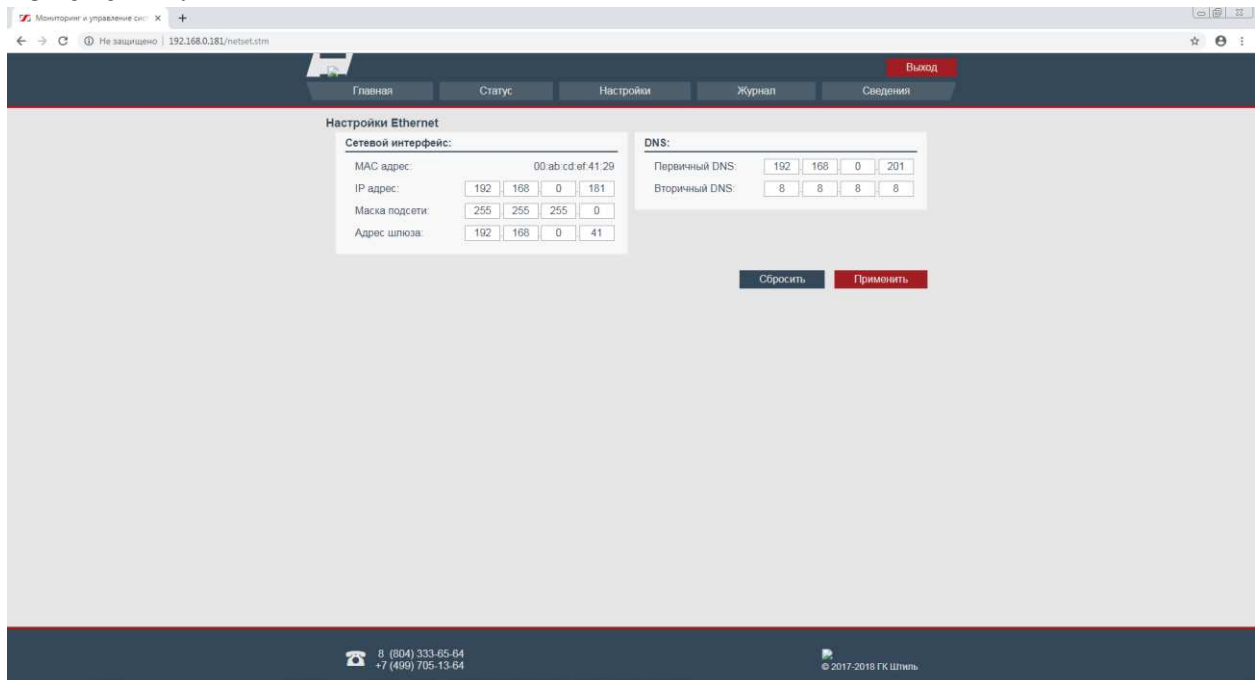 Мониторинг и управление сис
Не защищено | 192.168.0.181/netset.stm
Выход
Главная Статус Настройки Журнал Сведения
Настройки Ethernet
Сетевой интерфейс:
MAC адрес: 00:ab:cd:ef:41:29
IP адрес: 192 . 168 . 0 . 181
Маска подсети: 255 . 255 . 255 . 0
Адрес шлюза: 192 . 168 . 0 . 41
DNS:
Первичный DNS: 192 . 168 . 0 . 201
Вторичный DNS: 8 . 8 . 8 . 8
Сбросить Применить
8 (804) 333-65-64
+7 (499) 705-13-64
© 2017-2018 ГК Штиль